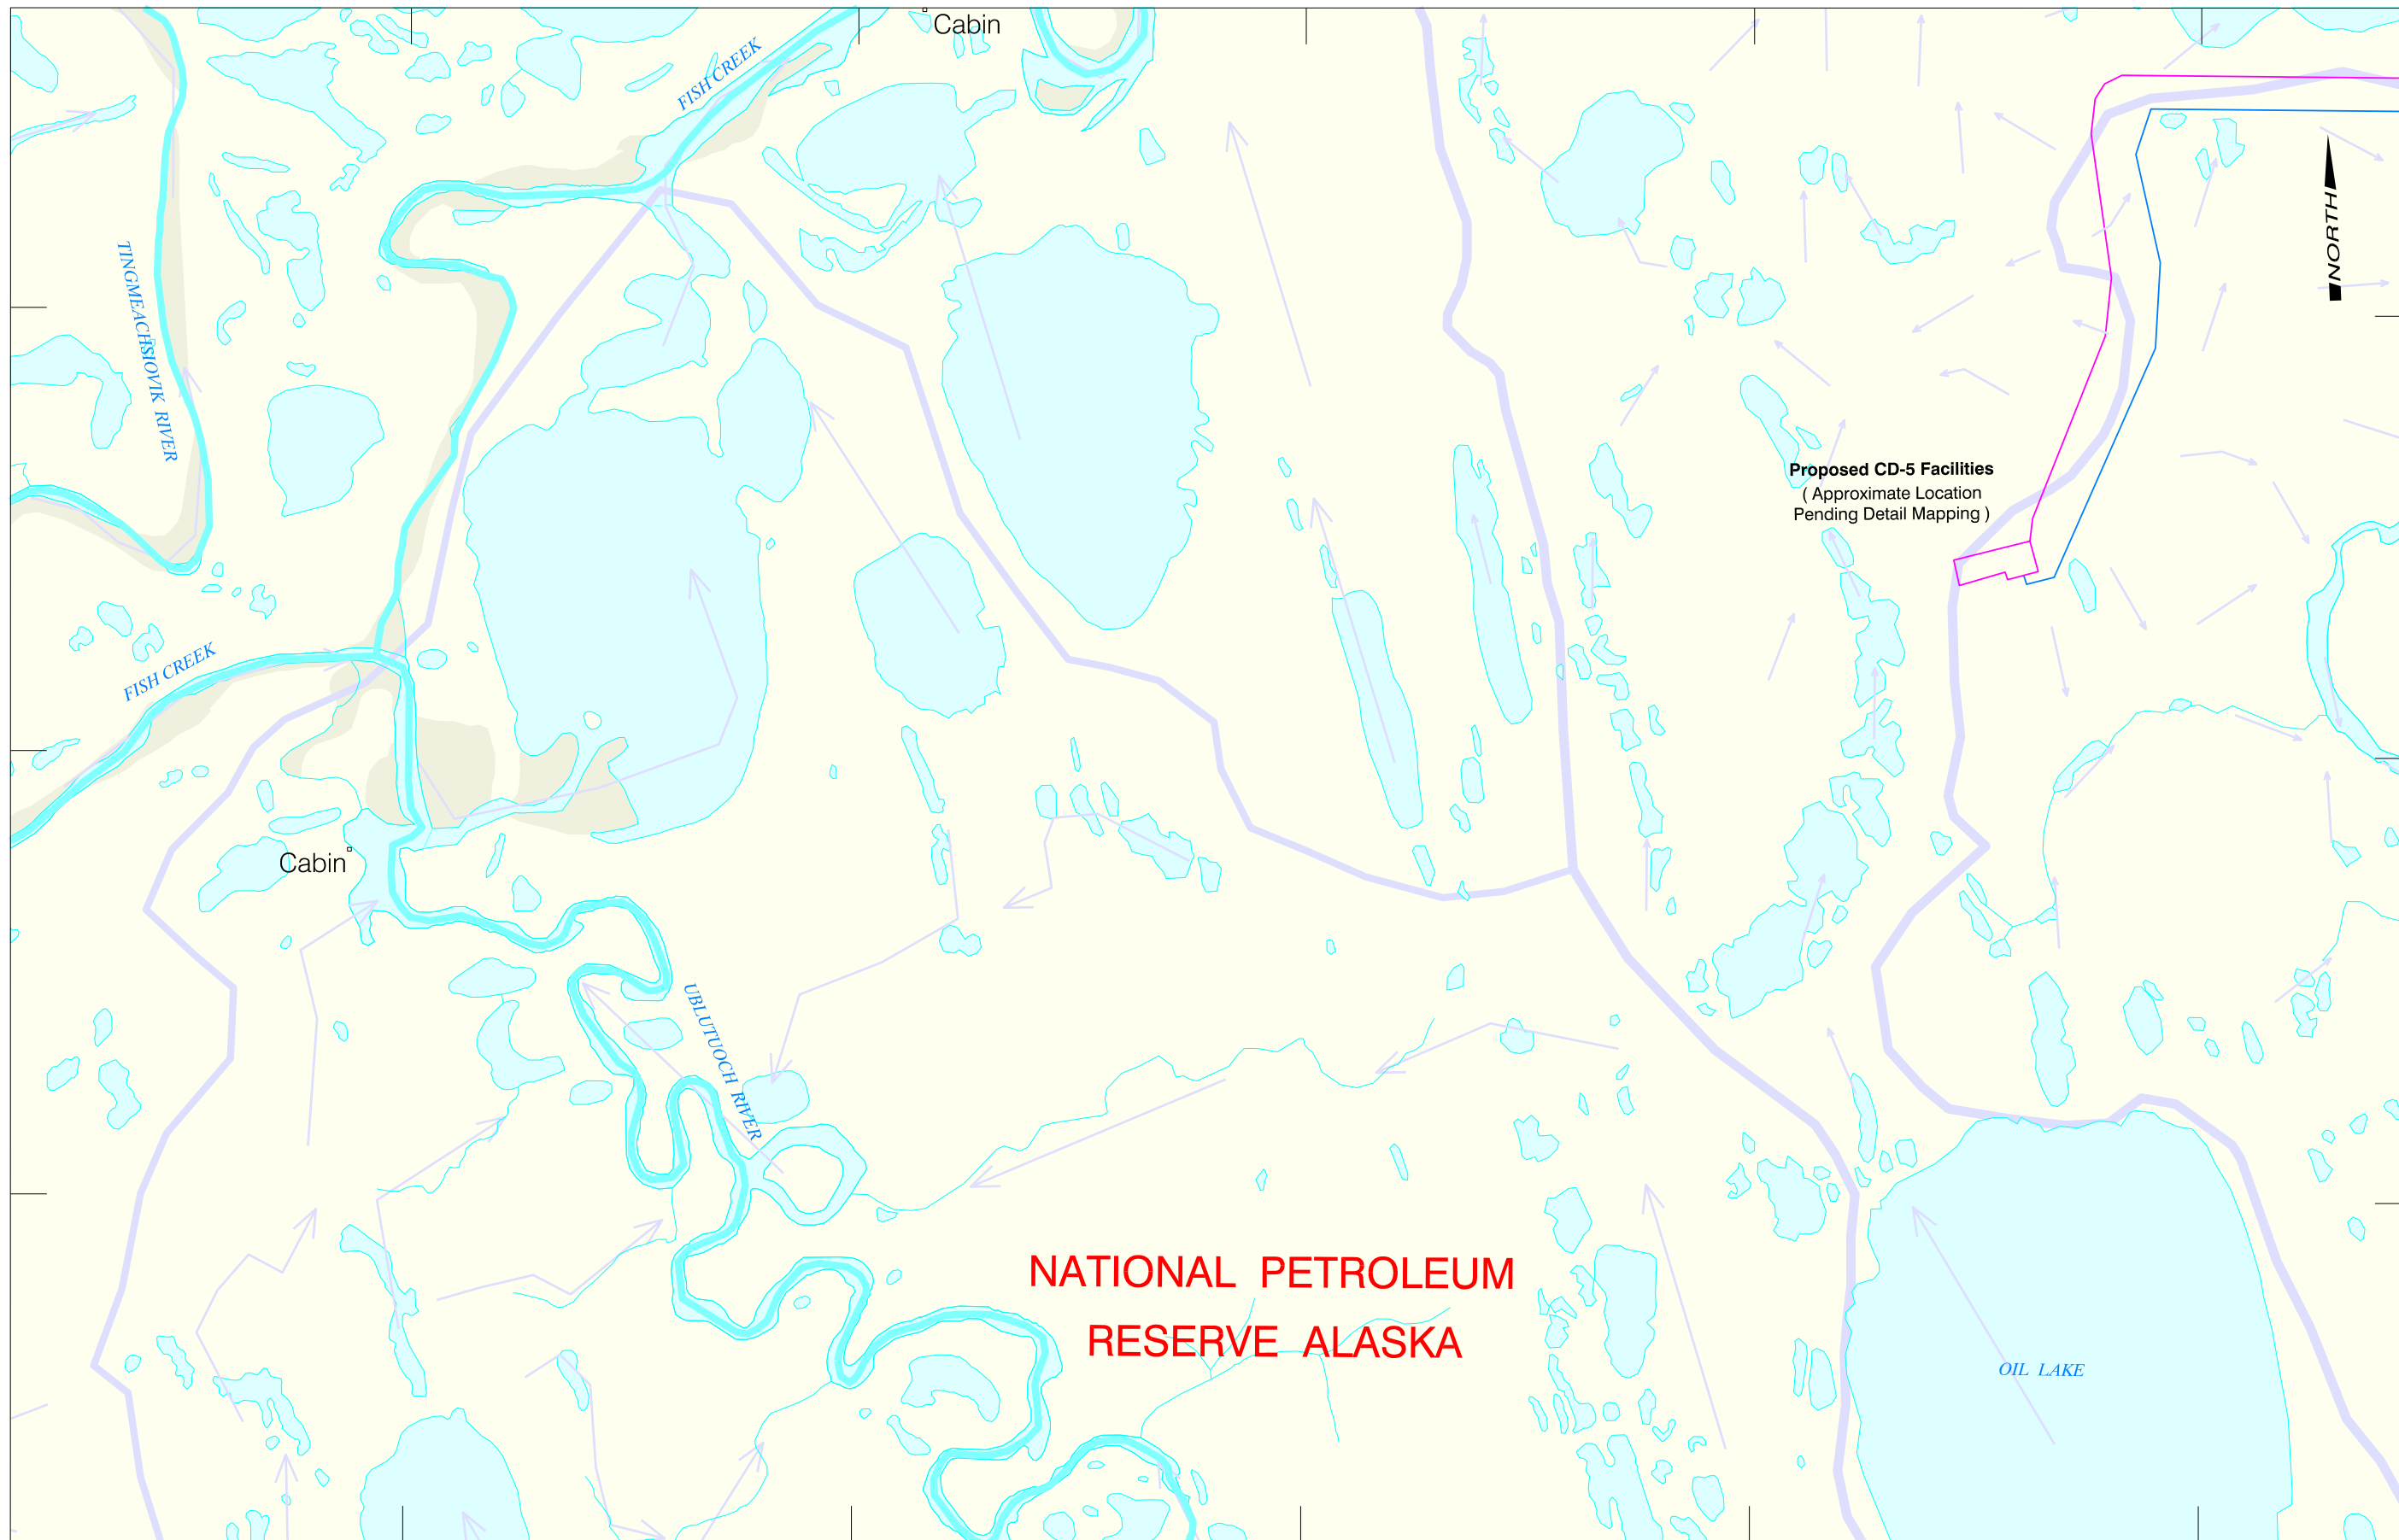 Cabin
FISH CREEK
NORTH
TINGMEACHSIOVIK RIVER
Proposed CD-5 Facilities
( Approximate Location
Pending Detail Mapping )
FISH CREEK
Cabin
UBLUTUOCH RIVER
NATIONAL PETROLEUM
RESERVE ALASKA
OIL LAKE